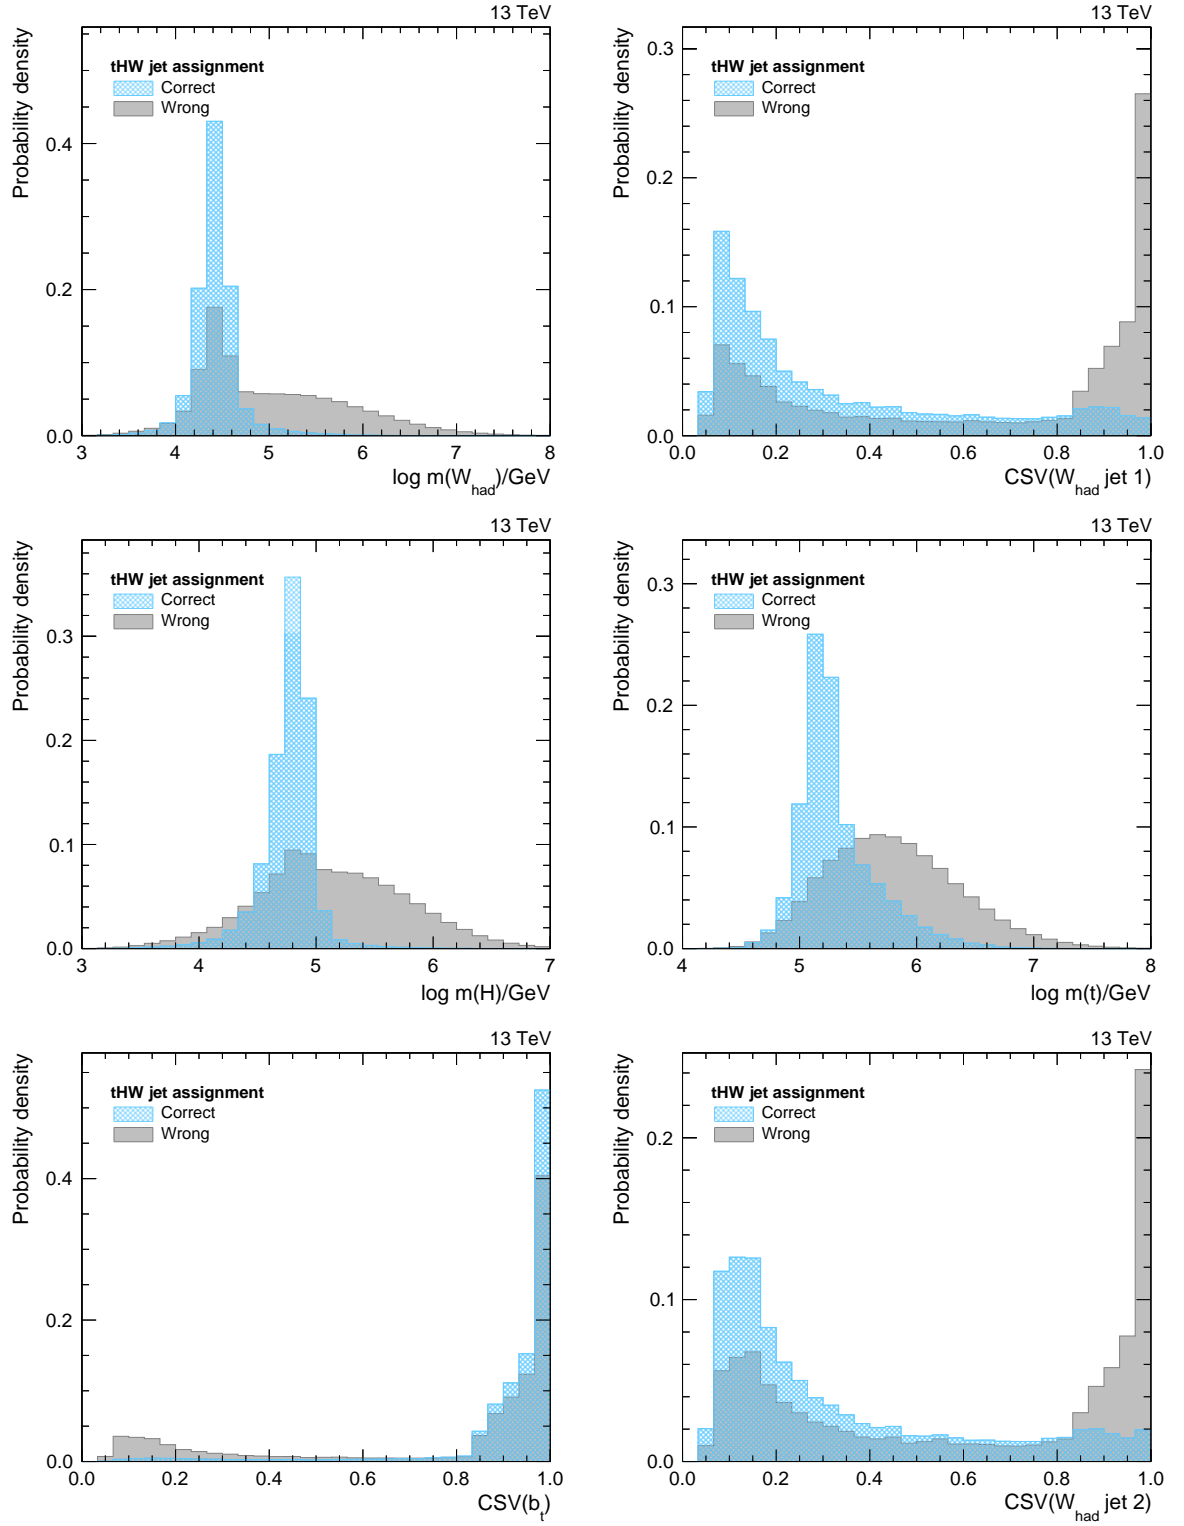 13 TeV
Probability density
tHW jet assignment
Correct
Wrong
0.4
0.2
0.0
3 4 5 6 7 8
log m(W_had)/GeV
13 TeV
Probability density
tHW jet assignment
Correct
Wrong
0.3
0.2
0.1
0.0
0.0 0.2 0.4 0.6 0.8 1.0
CSV(W_had jet 1)
13 TeV
Probability density
tHW jet assignment
Correct
Wrong
0.3
0.2
0.1
0.0
3 4 5 6 7
log m(H)/GeV
13 TeV
Probability density
tHW jet assignment
Correct
Wrong
0.3
0.2
0.1
0.0
4 5 6 7 8
log m(t)/GeV
13 TeV
Probability density
tHW jet assignment
Correct
Wrong
0.4
0.2
0.0
0.0 0.2 0.4 0.6 0.8 1.0
CSV(b_t)
13 TeV
Probability density
tHW jet assignment
Correct
Wrong
0.2
0.1
0.0
0.0 0.2 0.4 0.6 0.8 1.0
CSV(W_had jet 2)